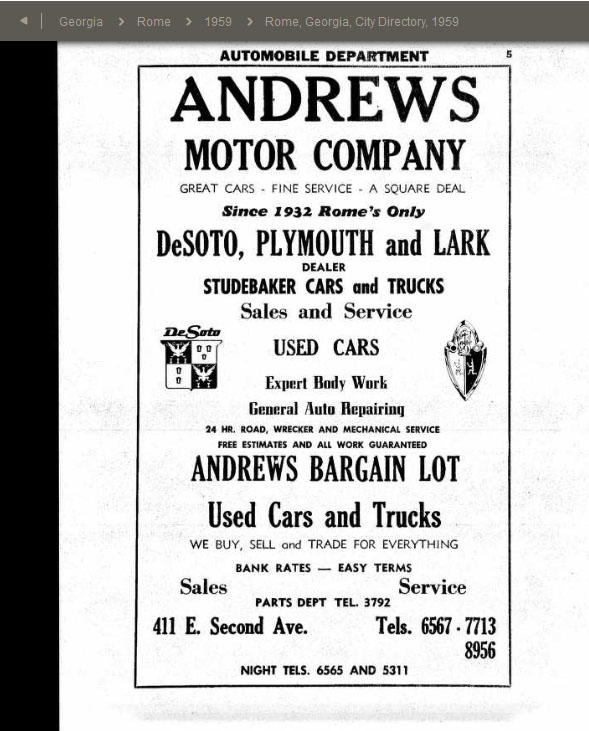 Georgia > Rome > 1959 > Rome, Georgia, City Directory, 1959
AUTOMOBILE DEPARTMENT 5
ANDREWS
MOTOR COMPANY
GREAT CARS - FINE SERVICE - A SQUARE DEAL
Since 1932 Rome's Only
DeSOTO, PLYMOUTH and LARK
DEALER
STUDEBAKER CARS and TRUCKS
Sales and Service
DeSoto
USED CARS
Expert Body Work
General Auto Repairing
24 HR. ROAD, WRECKER AND MECHANICAL SERVICE
FREE ESTIMATES AND ALL WORK GUARANTEED
ANDREWS BARGAIN LOT
Used Cars and Trucks
WE BUY, SELL and TRADE FOR EVERYTHING
BANK RATES — EASY TERMS
Sales Service
PARTS DEPT TEL. 3792
411 E. Second Ave. Tels. 6567 - 7713
8956
NIGHT TELS. 6565 AND 5311